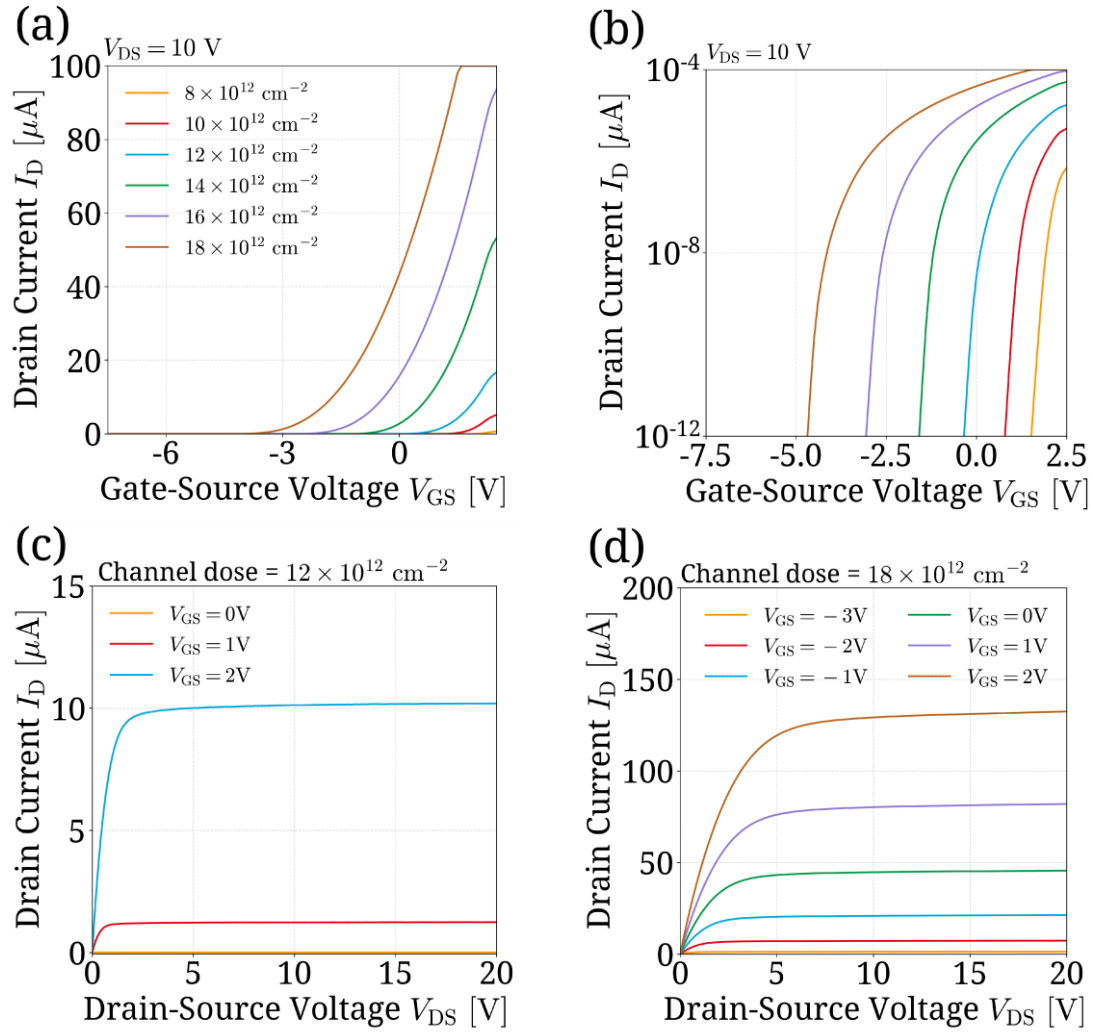 (a)
V_DS = 10 V
Drain Current I_D [μA]
100
80
60
40
20
0
8 × 10^12 cm^−2
10 × 10^12 cm^−2
12 × 10^12 cm^−2
14 × 10^12 cm^−2
16 × 10^12 cm^−2
18 × 10^12 cm^−2
-6 -3 0
Gate-Source Voltage V_GS [V]
(b)
V_DS = 10 V
Drain Current I_D [μA]
10^-4
10^-8
10^-12
-7.5 -5.0 -2.5 0.0 2.5
Gate-Source Voltage V_GS [V]
(c)
Channel dose = 12 × 10^12 cm^−2
Drain Current I_D [μA]
15
10
5
0
V_GS = 0V
V_GS = 1V
V_GS = 2V
0 5 10 15 20
Drain-Source Voltage V_DS [V]
(d)
Channel dose = 18 × 10^12 cm^−2
Drain Current I_D [μA]
200
150
100
50
0
V_GS = −3V
V_GS = −2V
V_GS = −1V
V_GS = 0V
V_GS = 1V
V_GS = 2V
0 5 10 15 20
Drain-Source Voltage V_DS [V]